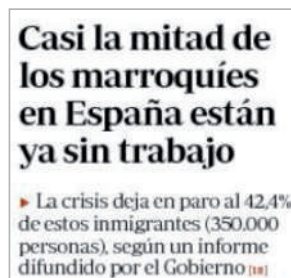 Casi la mitad de
los marroquíes
en España están
ya sin trabajo
▸ La crisis deja en paro al 42,4%
de estos inmigrantes (350.000
personas), según un informe
difundido por el Gobierno [18]